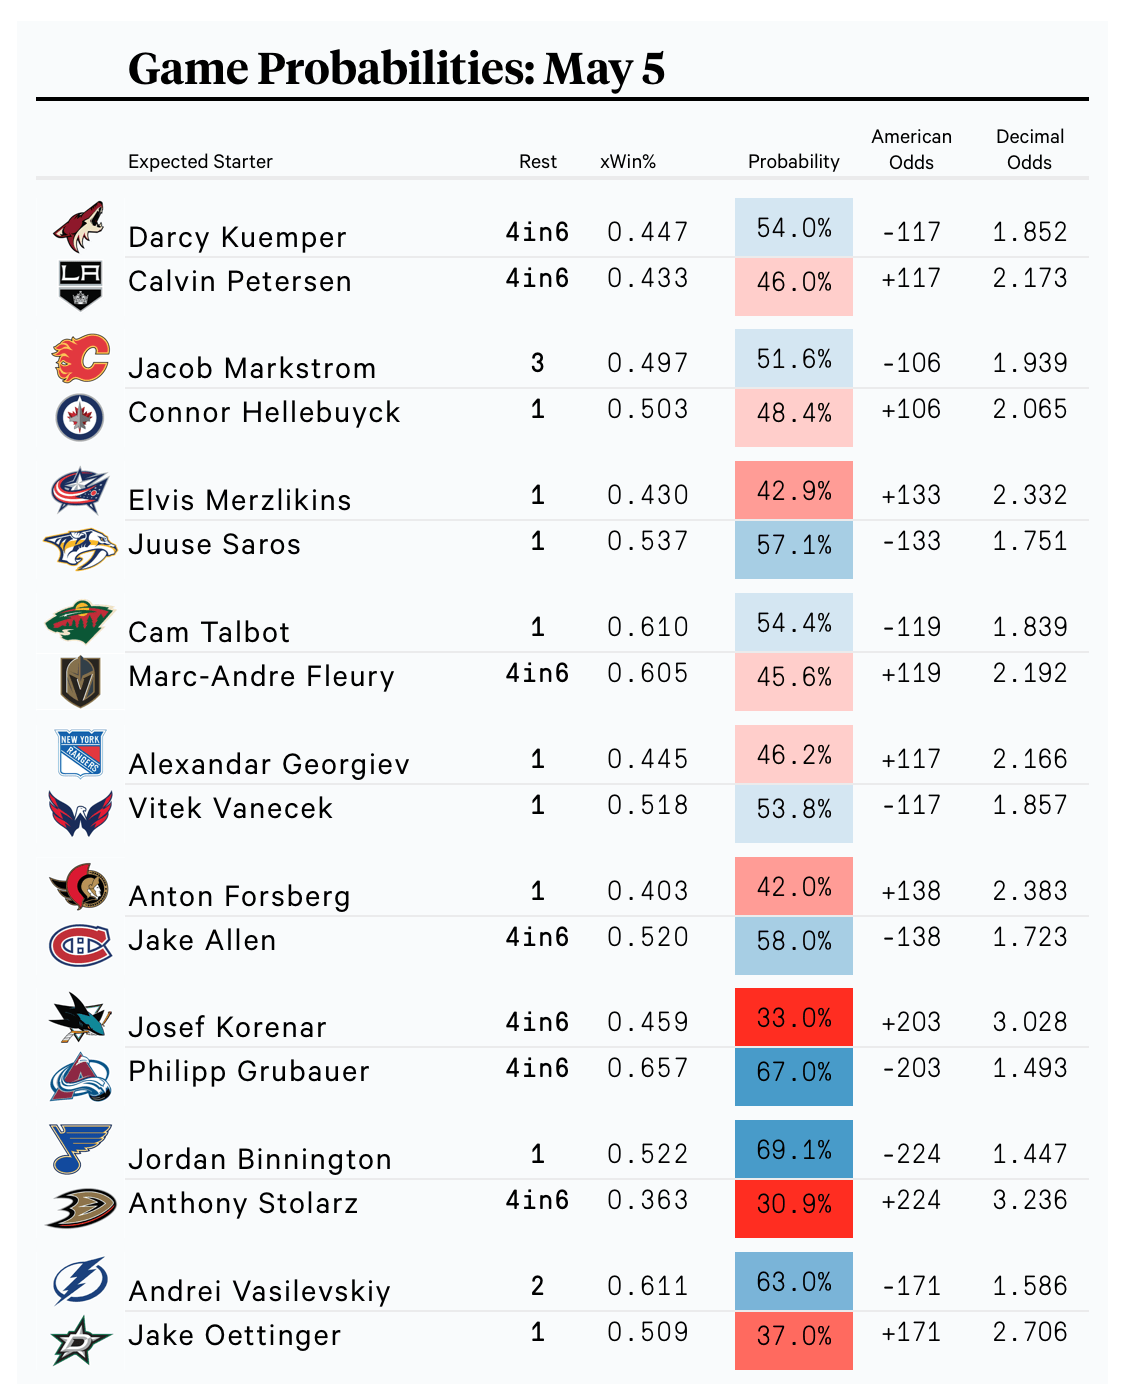 Game Probabilities: May 5
Expected Starter Rest xWin% Probability American Odds Decimal Odds
Darcy Kuemper 4in6 0.447 54.0% -117 1.852
LA
Calvin Petersen 4in6 0.433 46.0% +117 2.173
Jacob Markstrom 3 0.497 51.6% -106 1.939
Connor Hellebuyck 1 0.503 48.4% +106 2.065
Elvis Merzlikins 1 0.430 42.9% +133 2.332
Juuse Saros 1 0.537 57.1% -133 1.751
Cam Talbot 1 0.610 54.4% -119 1.839
Marc-Andre Fleury 4in6 0.605 45.6% +119 2.192
NEW YORK
RANGERS
Alexandar Georgiev 1 0.445 46.2% +117 2.166
Vitek Vanecek 1 0.518 53.8% -117 1.857
Anton Forsberg 1 0.403 42.0% +138 2.383
Jake Allen 4in6 0.520 58.0% -138 1.723
Josef Korenar 4in6 0.459 33.0% +203 3.028
Philipp Grubauer 4in6 0.657 67.0% -203 1.493
Jordan Binnington 1 0.522 69.1% -224 1.447
Anthony Stolarz 4in6 0.363 30.9% +224 3.236
Andrei Vasilevskiy 2 0.611 63.0% -171 1.586
Jake Oettinger 1 0.509 37.0% +171 2.706